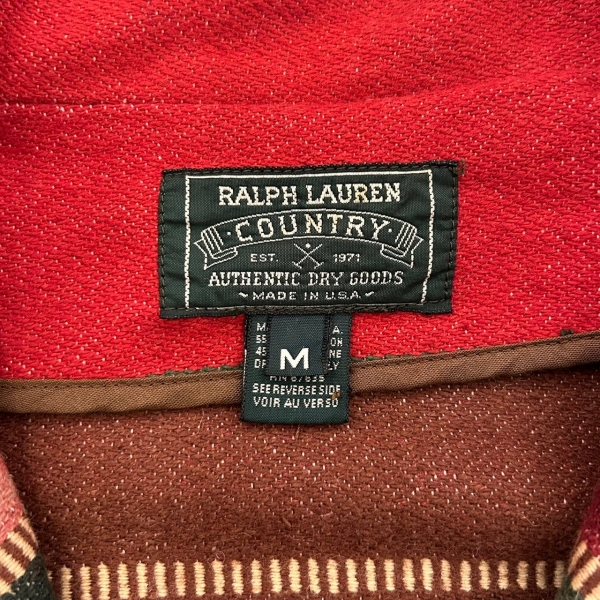 RALPH LAUREN
COUNTRY
EST. 1971
AUTHENTIC DRY GOODS
~MADE IN U.S.A.~
M
SEE REVERSE SIDE
VOIR AU VERSO